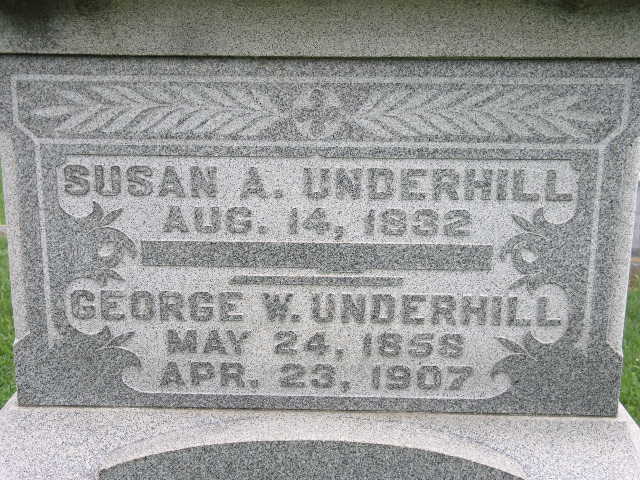 SUSAN A. UNDERHILL
AUG. 14, 1832
GEORGE W. UNDERHILL
MAY 24, 1858
APR. 23, 1907